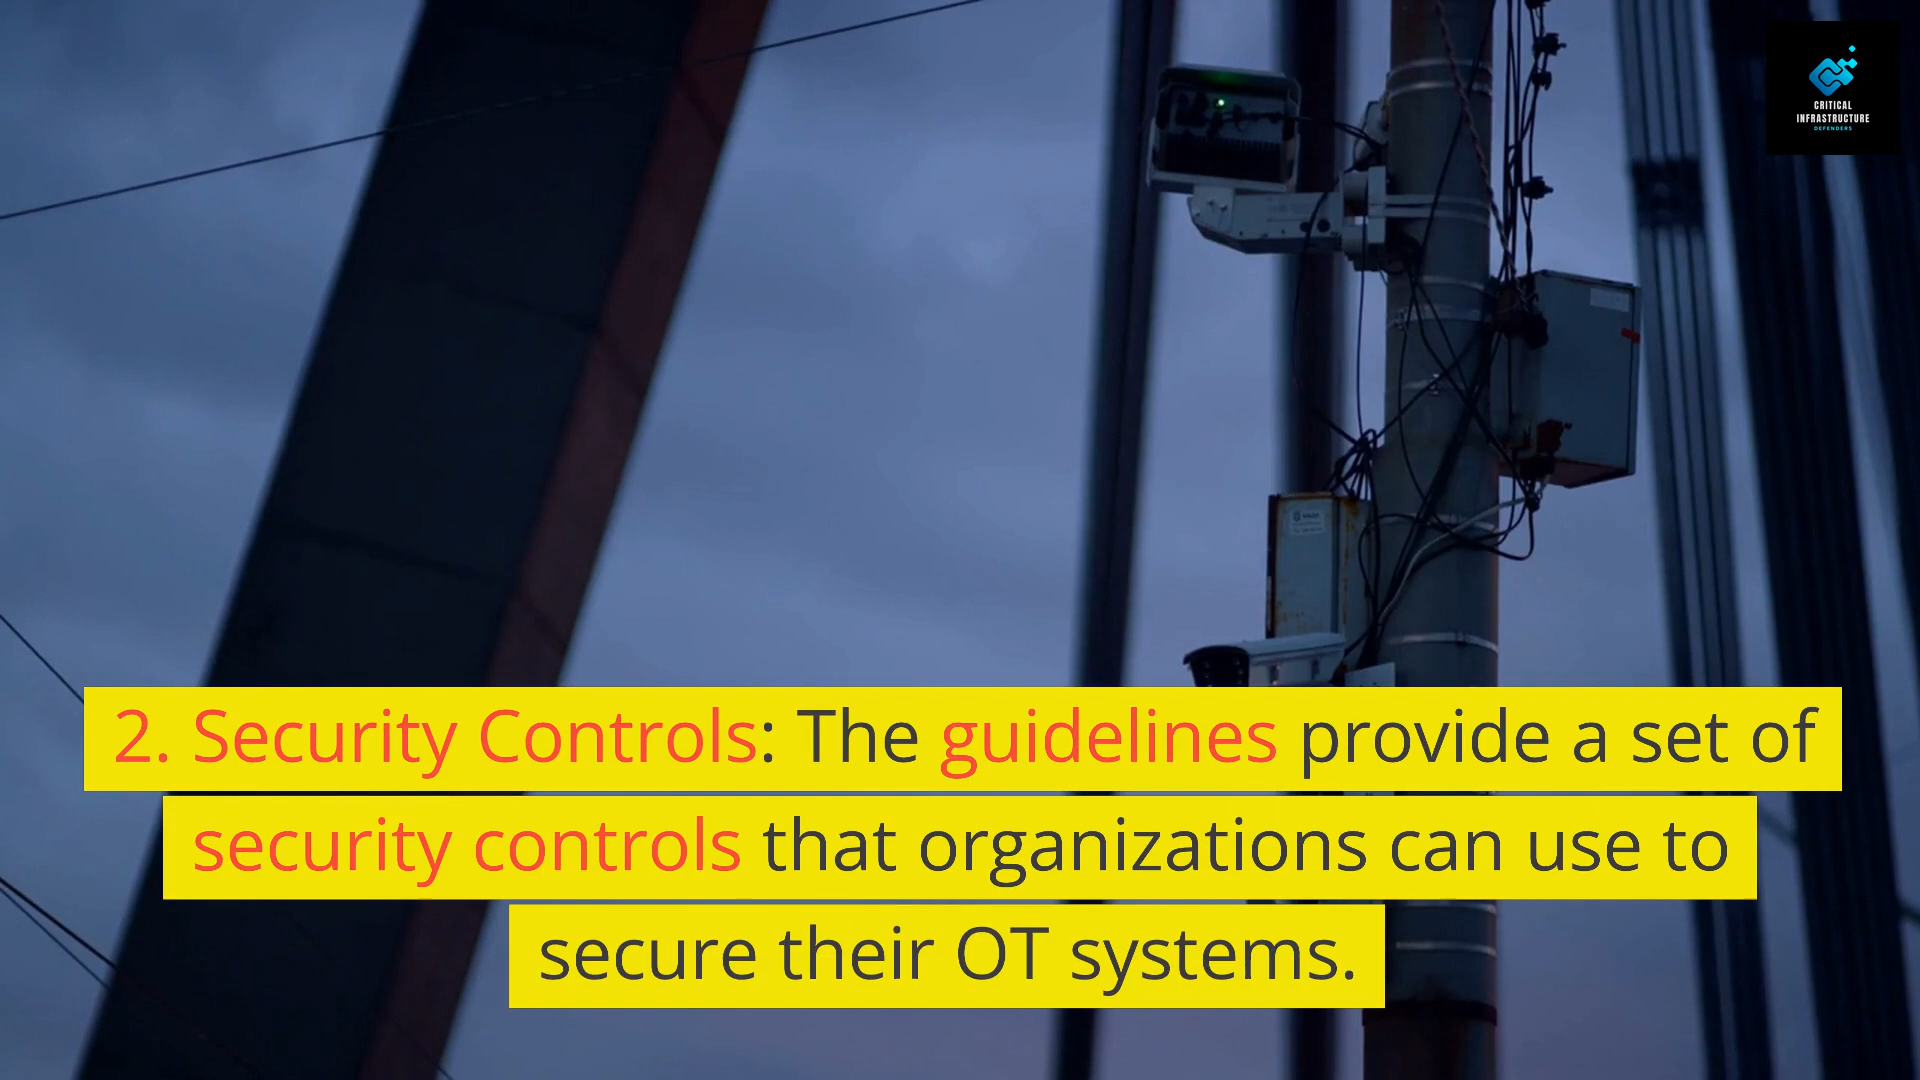 CRITICAL
INFRASTRUCTURE
DEFENDERS
2. Security Controls: The guidelines provide a set of
security controls that organizations can use to
secure their OT systems.